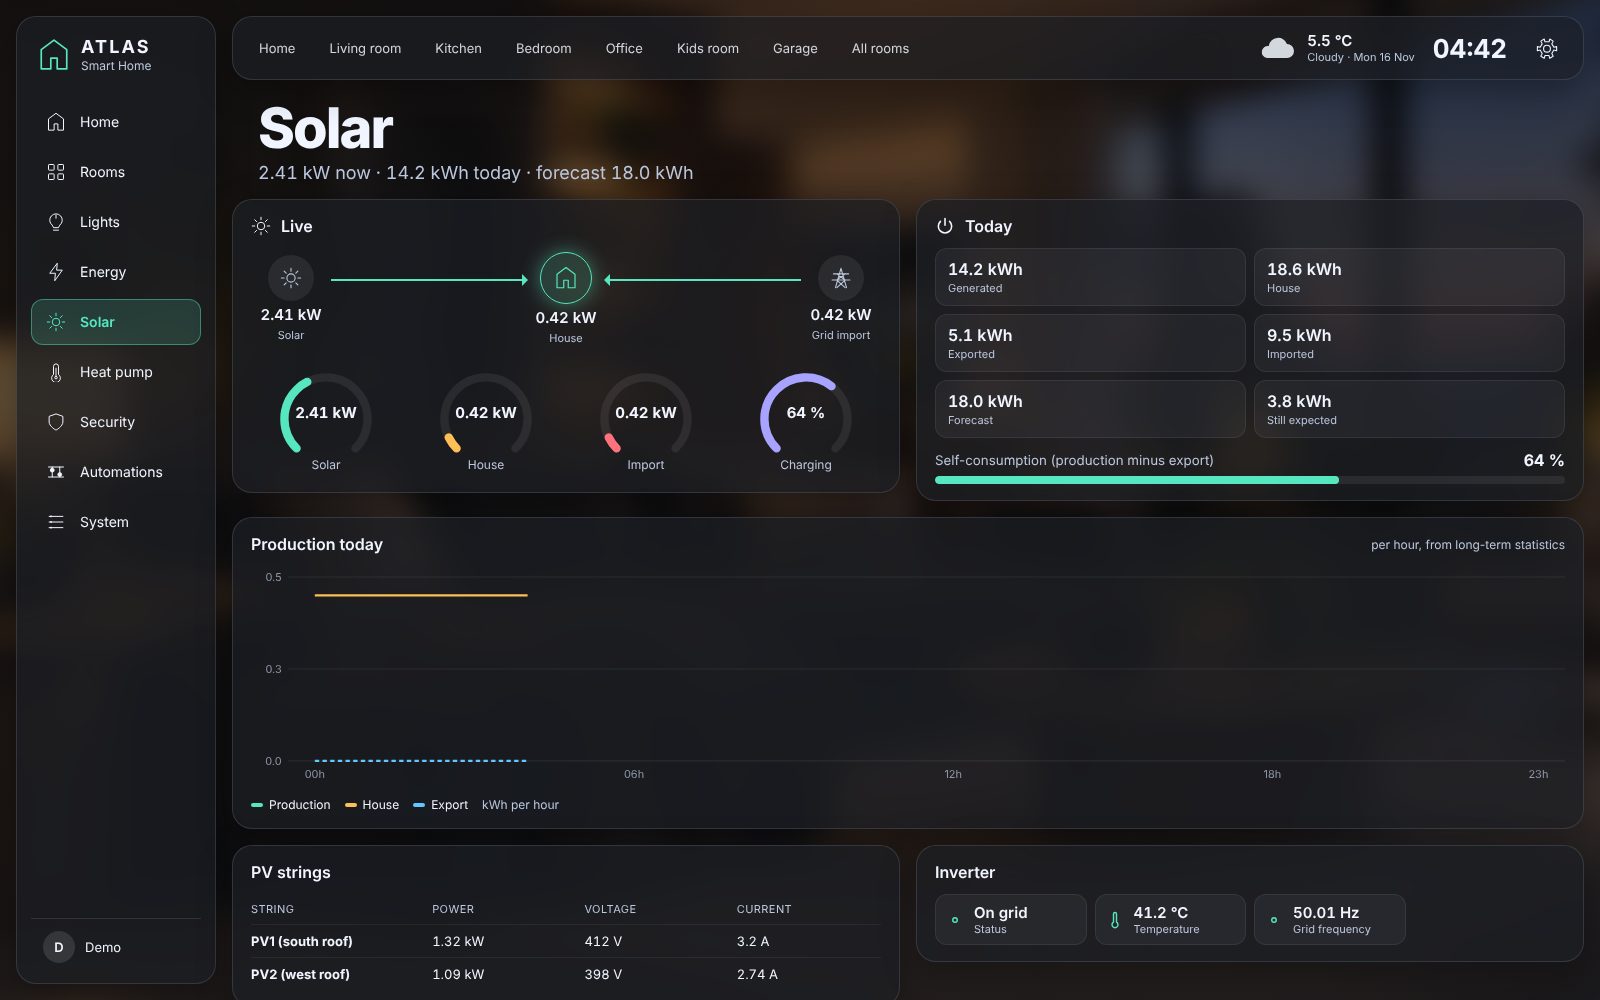 ATLAS
Smart Home
Home
Rooms
Lights
Energy
Solar
Heat pump
Security
Automations
System
D
Demo
Home
Living room
Kitchen
Bedroom
Office
Kids room
Garage
All rooms
5.5 °C
Cloudy · Mon 16 Nov
04:42
Solar
2.41 kW now · 14.2 kWh today · forecast 18.0 kWh
Live
2.41 kW
Solar
0.42 kW
House
0.42 kW
Grid import
2.41 kW
Solar
0.42 kW
House
0.42 kW
Import
64 %
Charging
Today
14.2 kWh
Generated
18.6 kWh
House
5.1 kWh
Exported
9.5 kWh
Imported
18.0 kWh
Forecast
3.8 kWh
Still expected
Self-consumption (production minus export)
64 %
Production today
per hour, from long-term statistics
0.5
0.3
0.0
00h
06h
12h
18h
23h
Production
House
Export
kWh per hour
PV strings
STRING POWER VOLTAGE CURRENT
PV1 (south roof) 1.32 kW 412 V 3.2 A
PV2 (west roof) 1.09 kW 398 V 2.74 A
Inverter
On grid
Status
41.2 °C
Temperature
50.01 Hz
Grid frequency